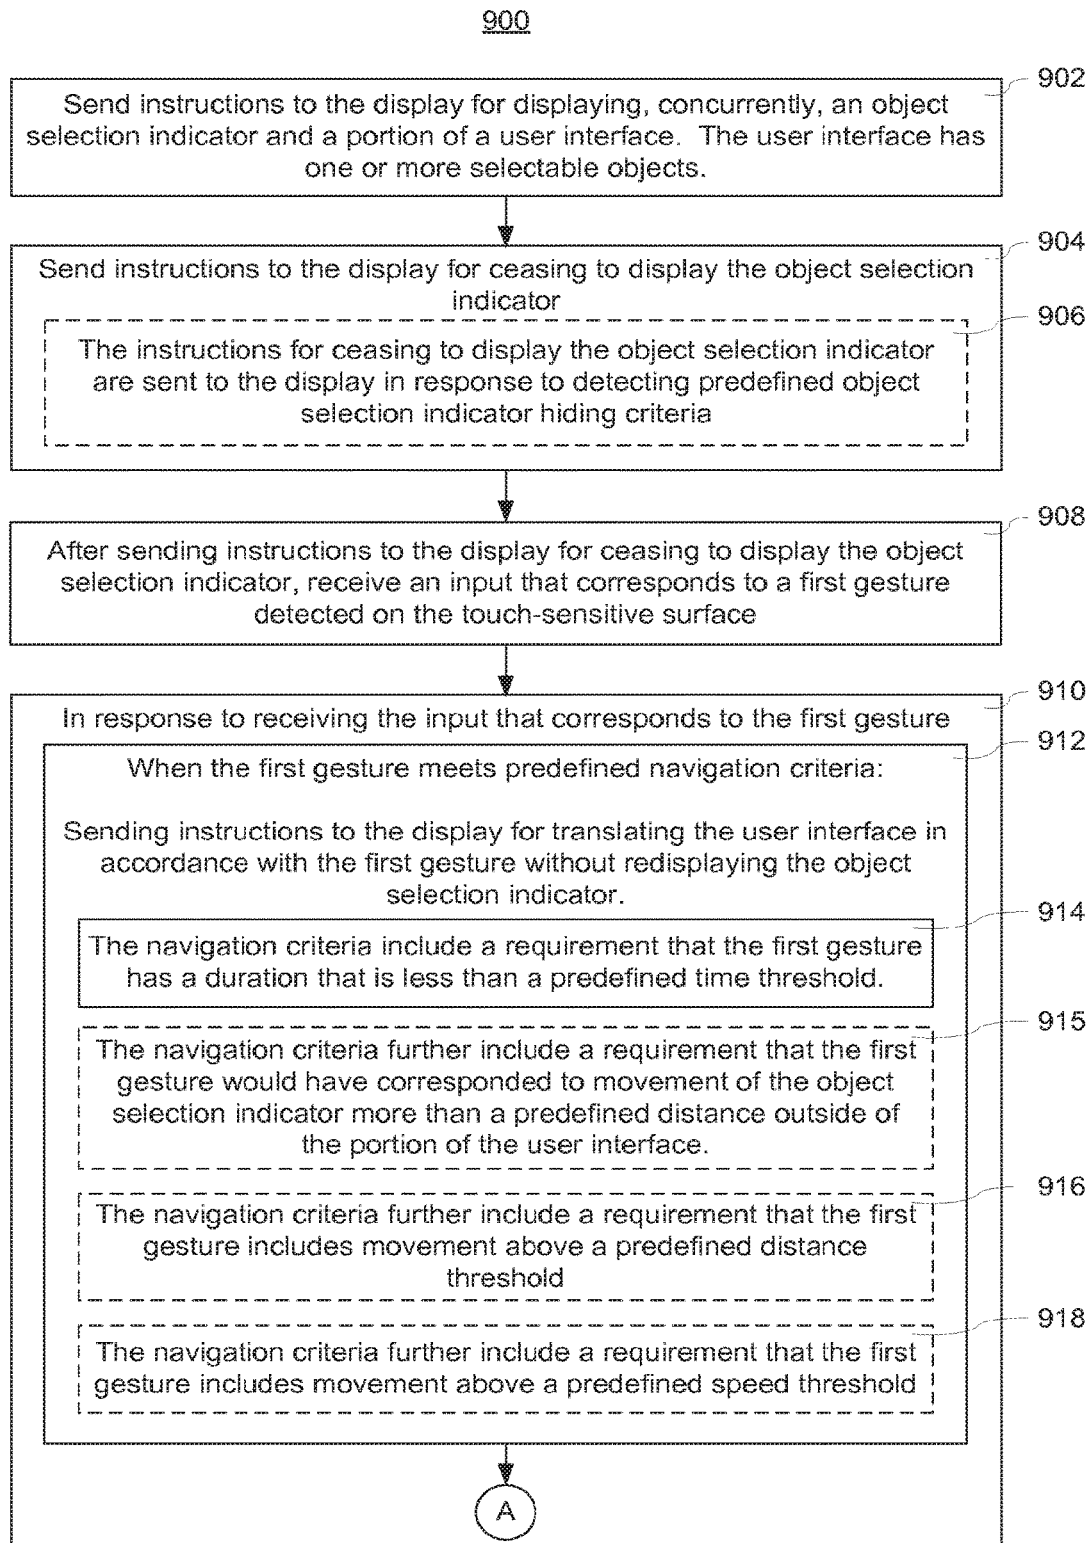 900
902
Send instructions to the display for displaying, concurrently, an object
selection indicator and a portion of a user interface.  The user interface has
one or more selectable objects.
904
Send instructions to the display for ceasing to display the object selection
indicator
906
The instructions for ceasing to display the object selection indicator
are sent to the display in response to detecting predefined object
selection indicator hiding criteria
908
After sending instructions to the display for ceasing to display the object
selection indicator, receive an input that corresponds to a first gesture
detected on the touch-sensitive surface
910
In response to receiving the input that corresponds to the first gesture
912
When the first gesture meets predefined navigation criteria:
Sending instructions to the display for translating the user interface in
accordance with the first gesture without redisplaying the object
selection indicator.
914
The navigation criteria include a requirement that the first gesture
has a duration that is less than a predefined time threshold.
915
The navigation criteria further include a requirement that the first
gesture would have corresponded to movement of the object
selection indicator more than a predefined distance outside of
the portion of the user interface.
916
The navigation criteria further include a requirement that the first
gesture includes movement above a predefined distance
threshold
918
The navigation criteria further include a requirement that the first
gesture includes movement above a predefined speed threshold
A